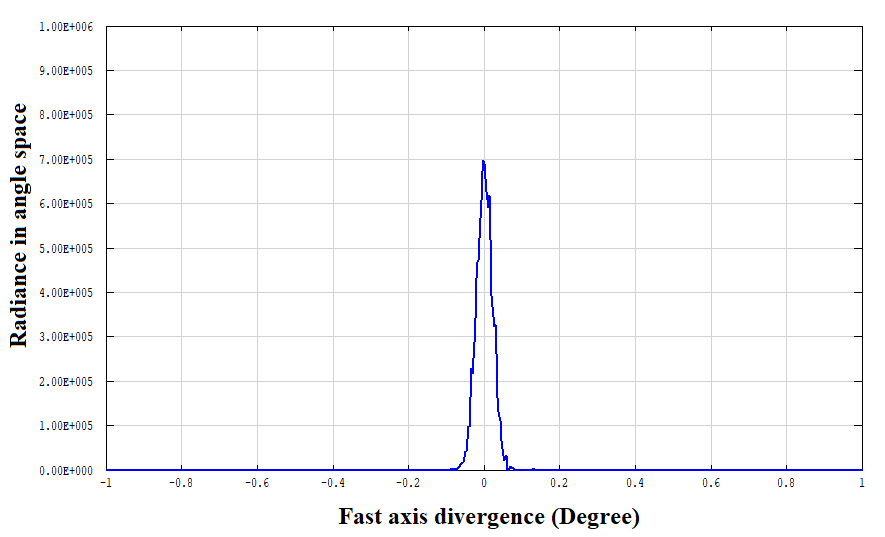 1.00E+006
9.00E+005
8.00E+005
7.00E+005
6.00E+005
5.00E+005
4.00E+005
3.00E+005
2.00E+005
1.00E+005
0.00E+000
Radiance in angle space
-1 -0.8 -0.6 -0.4 -0.2 0 0.2 0.4 0.6 0.8 1
Fast axis divergence (Degree)